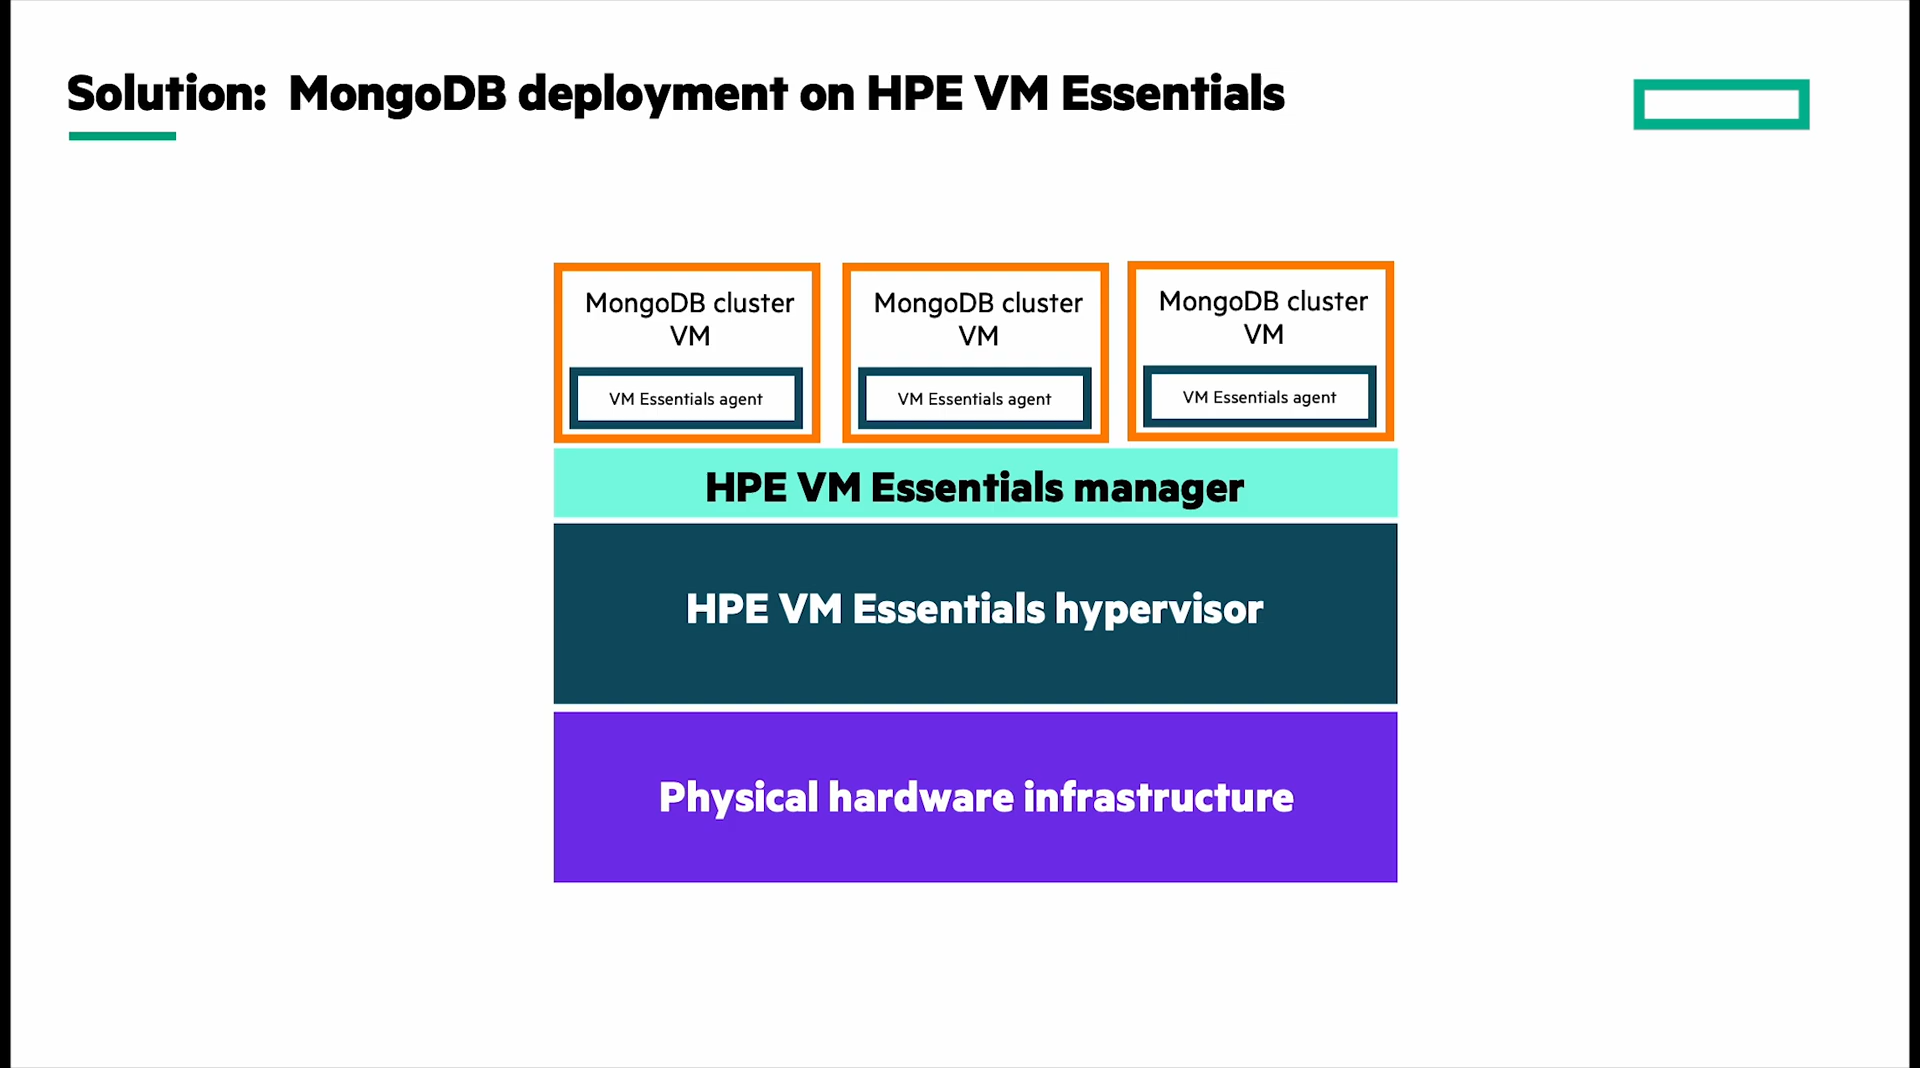 Solution:  MongoDB deployment on HPE VM Essentials
MongoDB cluster
VM
VM Essentials agent
MongoDB cluster
VM
VM Essentials agent
MongoDB cluster
VM
VM Essentials agent
HPE VM Essentials manager
HPE VM Essentials hypervisor
Physical hardware infrastructure